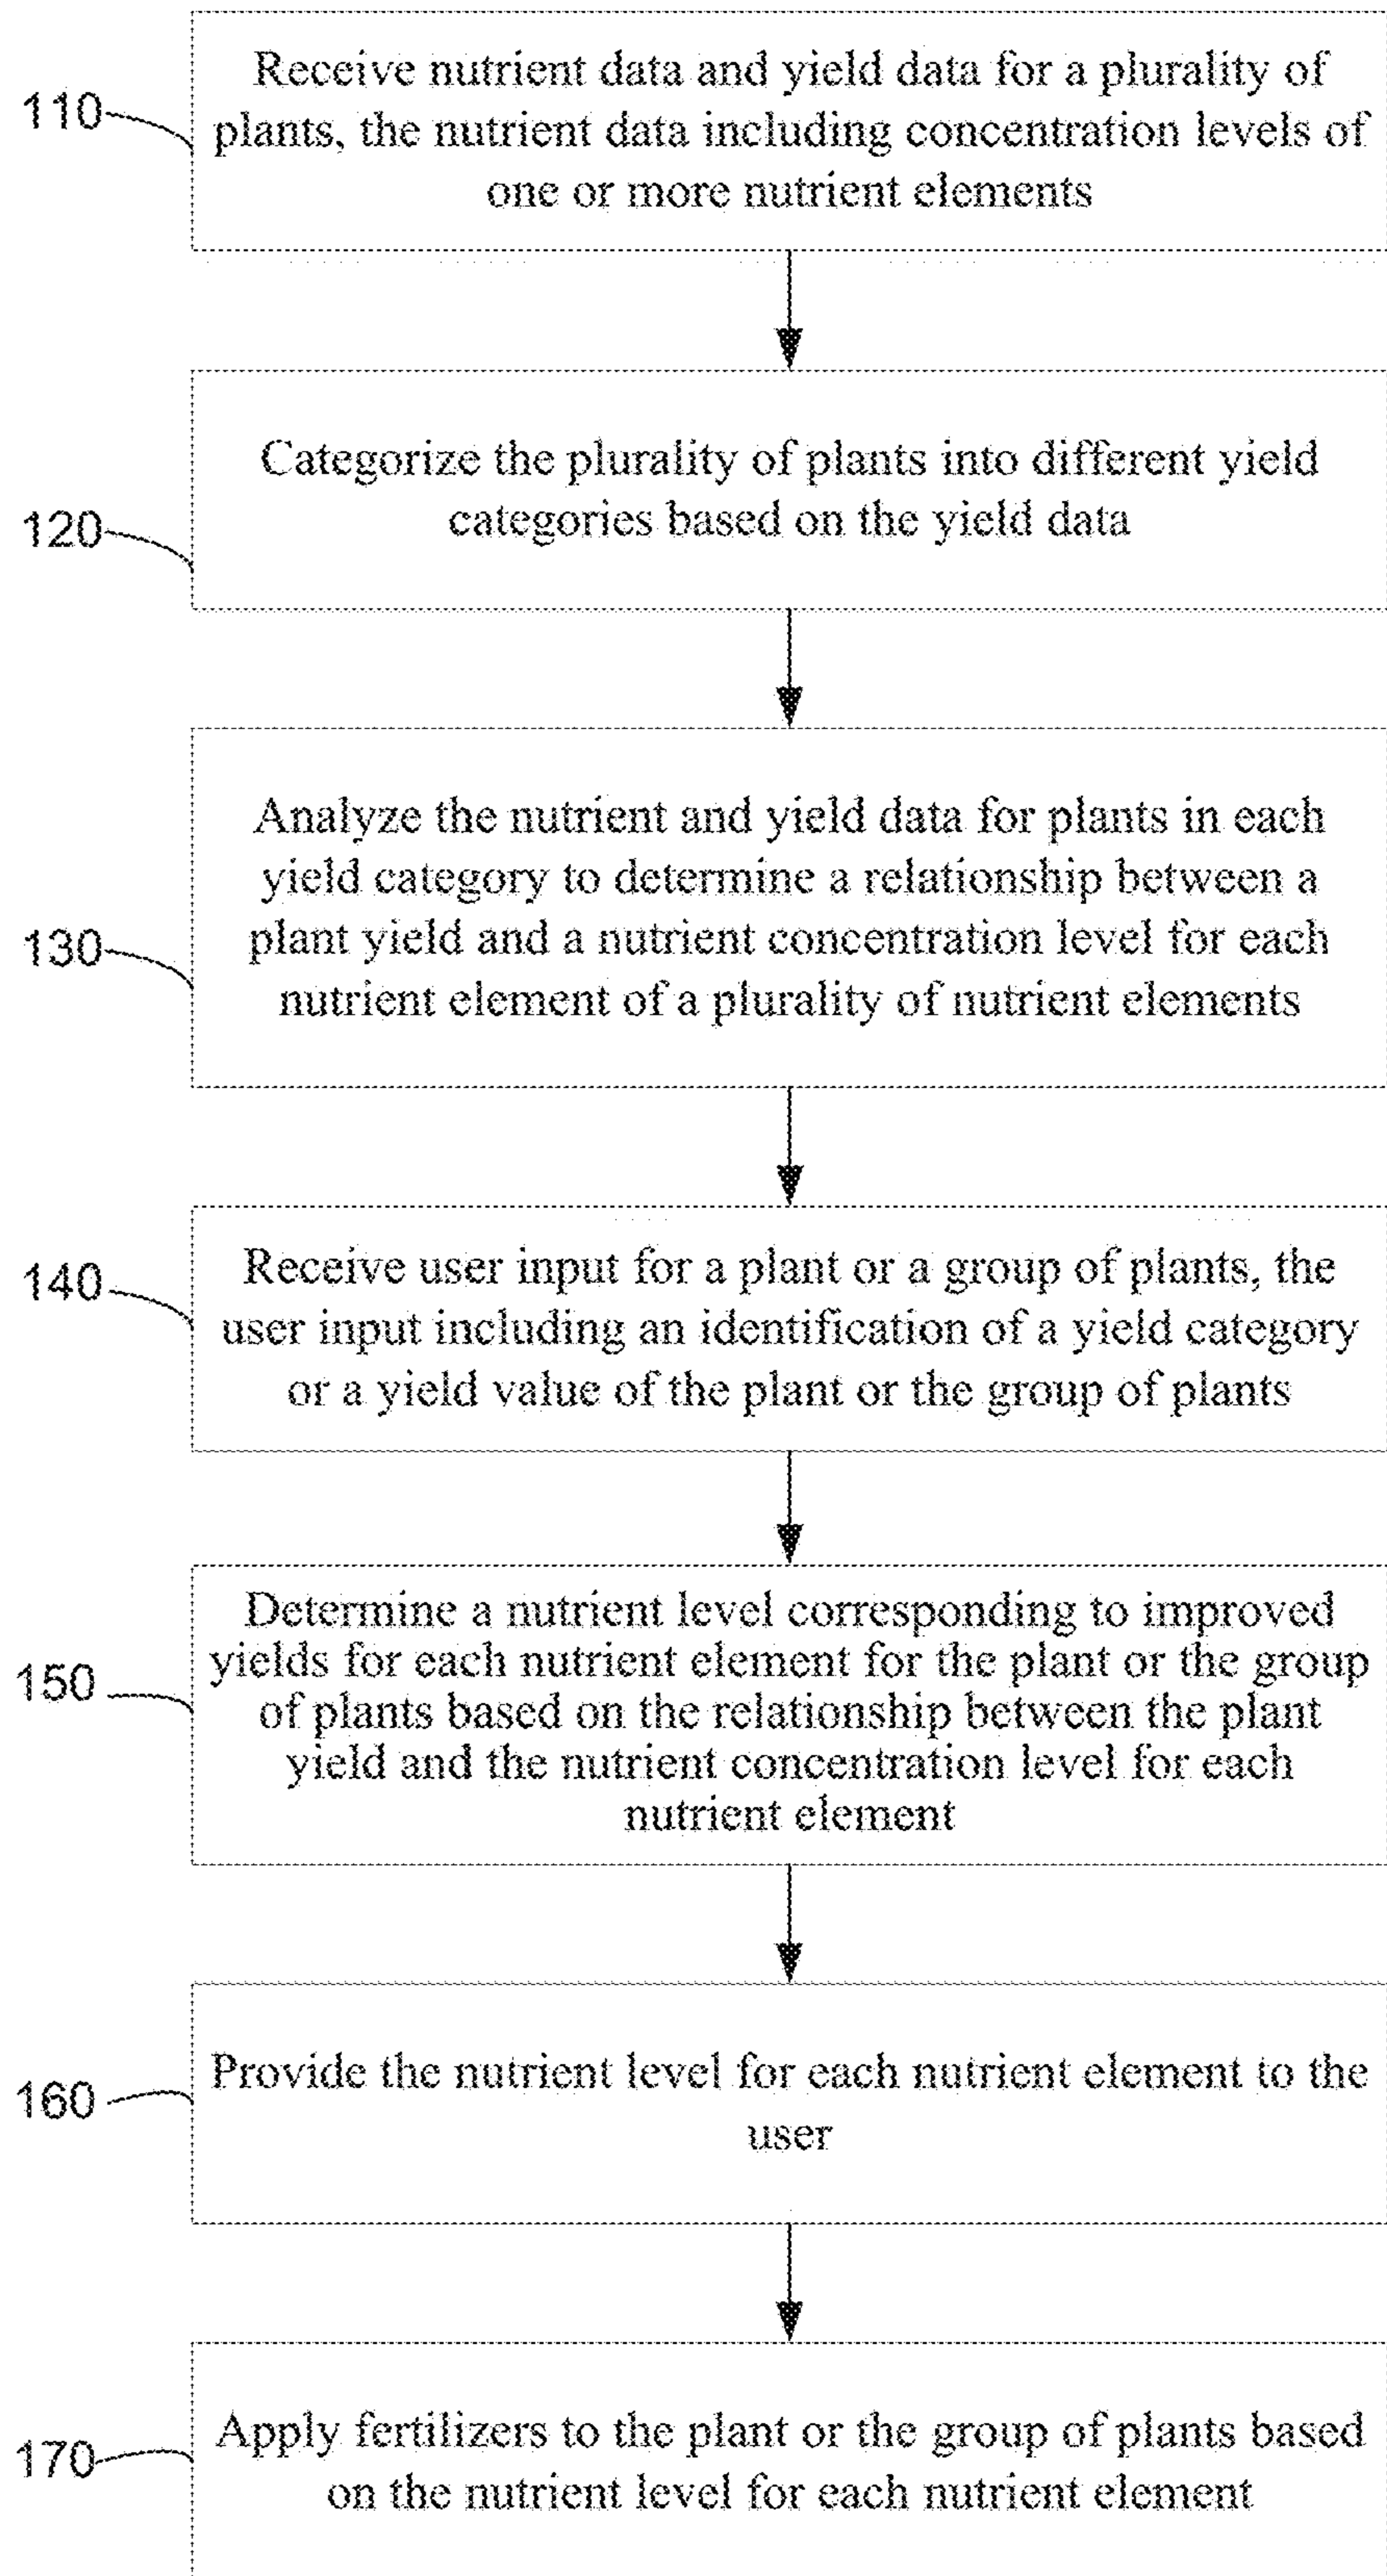 110
Receive nutrient data and yield data for a plurality of
plants, the nutrient data including concentration levels of
one or more nutrient elements
120
Categorize the plurality of plants into different yield
categories based on the yield data
130
Analyze the nutrient and yield data for plants in each
yield category to determine a relationship between a
plant yield and a nutrient concentration level for each
nutrient element of a plurality of nutrient elements
140
Receive user input for a plant or a group of plants, the
user input including an identification of a yield category
or a yield value of the plant or the group of plants
150
Determine a nutrient level corresponding to improved
yields for each nutrient element for the plant or the group
of plants based on the relationship between the plant
yield and the nutrient concentration level for each
nutrient element
160
Provide the nutrient level for each nutrient element to the
user
170
Apply fertilizers to the plant or the group of plants based
on the nutrient level for each nutrient element